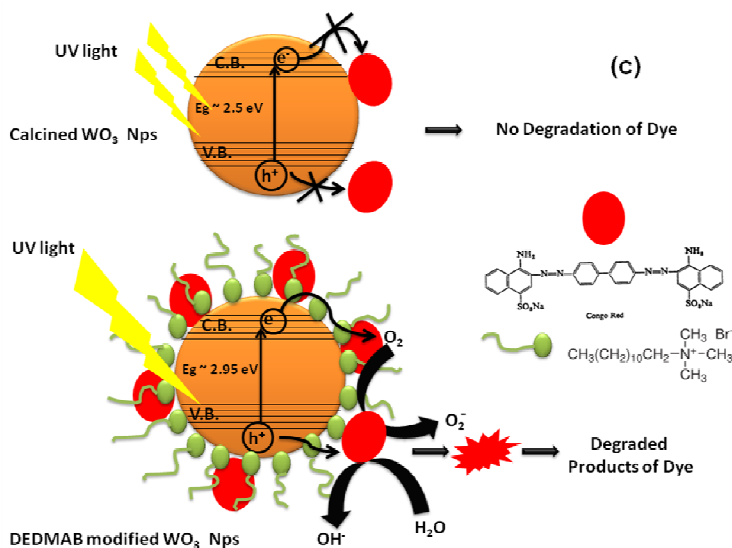 UV light
C.B.
e-
(c)
Eg ~ 2.5 eV
Calcined WO₃ Nps
No Degradation of Dye
V.B.
h⁺
UV light
NH₂
NH₂
N=N
N=N
SO₃Na
SO₃Na
Congo Red
C.B.
e
O₂
CH₃ Br⁻
CH₃(CH₂)₁₀CH₂-N⁺-CH₃
CH₃
Eg ~ 2.95 eV
V.B.
h⁺
O₂⁻
Degraded
Products of Dye
H₂O
OH⁻
DEDMAB modified WO₃ Nps